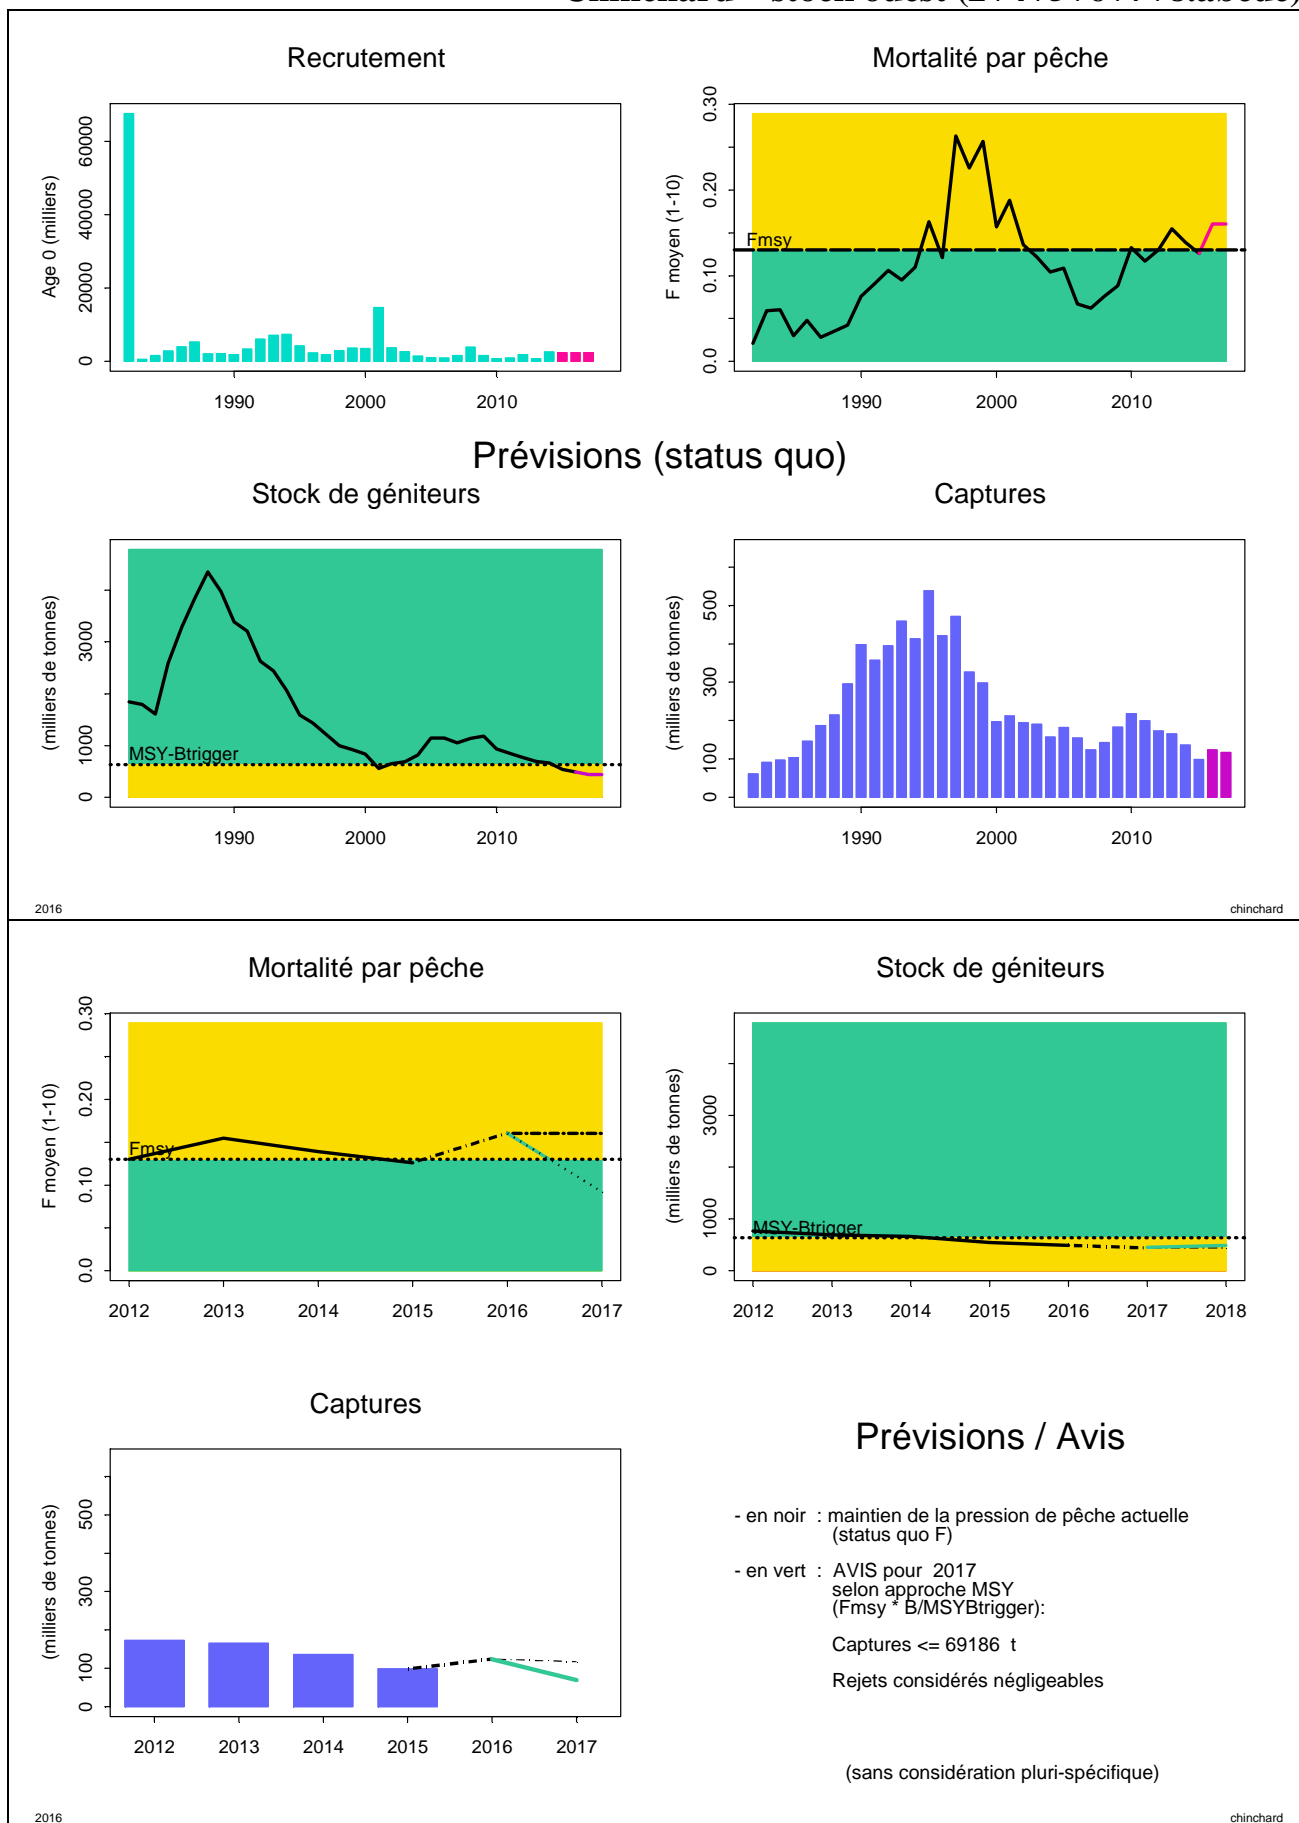 Recrutement
Mortalité par pêche
Age 0 (milliers)
0 20000 40000 60000
1990 2000 2010
F moyen (1-10)
0.0 0.10 0.20 0.30
Fmsy
1990 2000 2010
Prévisions (status quo)
Stock de géniteurs
Captures
(milliers de tonnes)
0 1000 3000
MSY-Btrigger
1990 2000 2010
(milliers de tonnes)
0 100 300 500
1990 2000 2010
2016
chinchard
Mortalité par pêche
Stock de géniteurs
F moyen (1-10)
0.0 0.10 0.20 0.30
Fmsy
2012 2013 2014 2015 2016 2017
(milliers de tonnes)
0 1000 3000
MSY-Btrigger
2012 2013 2014 2015 2016 2017 2018
Captures
(milliers de tonnes)
0 100 300 500
2012 2013 2014 2015 2016 2017
Prévisions / Avis
- en noir : maintien de la pression de pêche actuelle
(status quo F)
- en vert : AVIS pour 2017
selon approche MSY
(Fmsy * B/MSYBtrigger):
Captures <= 69186 t
Rejets considérés négligeables
(sans considération pluri-spécifique)
2016
chinchard